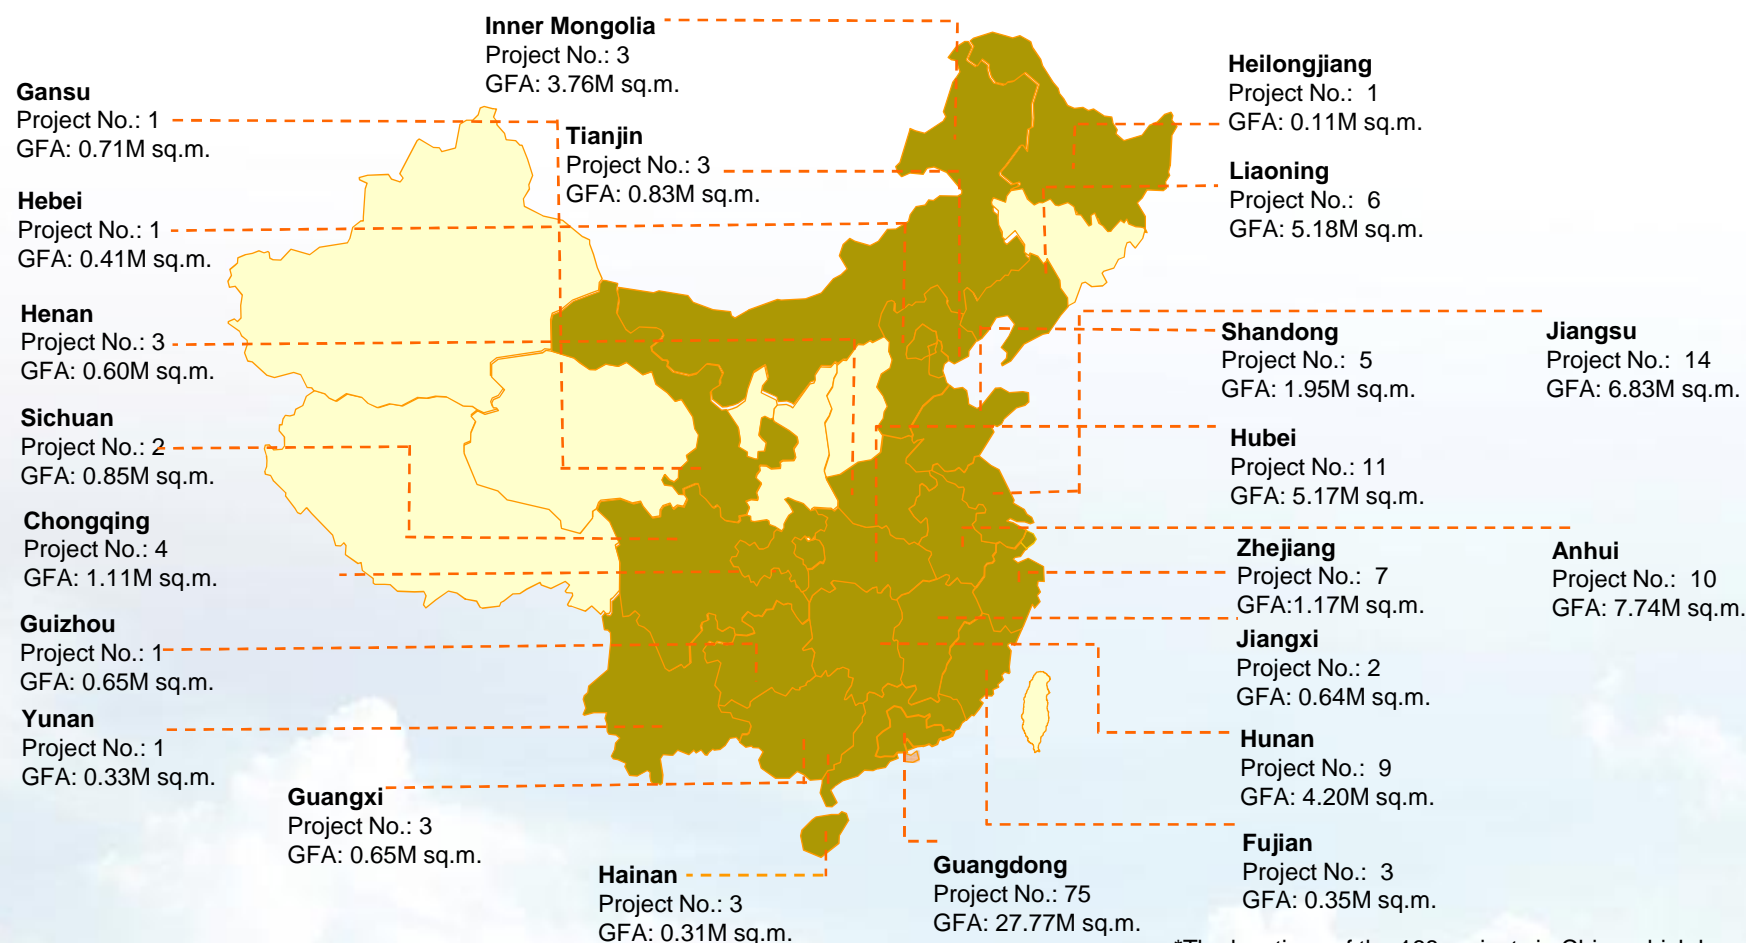 Inner Mongolia
Project No.: 3
GFA: 3.76M sq.m.
Heilongjiang
Project No.: 1
GFA: 0.11M sq.m.
Gansu
Project No.: 1
GFA: 0.71M sq.m.
Tianjin
Project No.: 3
GFA: 0.83M sq.m.
Liaoning
Project No.: 6
GFA: 5.18M sq.m.
Hebei
Project No.: 1
GFA: 0.41M sq.m.
Henan
Project No.: 3
GFA: 0.60M sq.m.
Shandong
Project No.: 5
GFA: 1.95M sq.m.
Jiangsu
Project No.: 14
GFA: 6.83M sq.m.
Sichuan
Project No.: 2
GFA: 0.85M sq.m.
Hubei
Project No.: 11
GFA: 5.17M sq.m.
Chongqing
Project No.: 4
GFA: 1.11M sq.m.
Zhejiang
Project No.: 7
GFA:1.17M sq.m.
Anhui
Project No.: 10
GFA: 7.74M sq.m.
Guizhou
Project No.: 1
GFA: 0.65M sq.m.
Jiangxi
Project No.: 2
GFA: 0.64M sq.m.
Yunan
Project No.: 1
GFA: 0.33M sq.m.
Hunan
Project No.: 9
GFA: 4.20M sq.m.
Guangxi
Project No.: 3
GFA: 0.65M sq.m.
Hainan
Project No.: 3
GFA: 0.31M sq.m.
Guangdong
Project No.: 75
GFA: 27.77M sq.m.
Fujian
Project No.: 3
GFA: 0.35M sq.m.